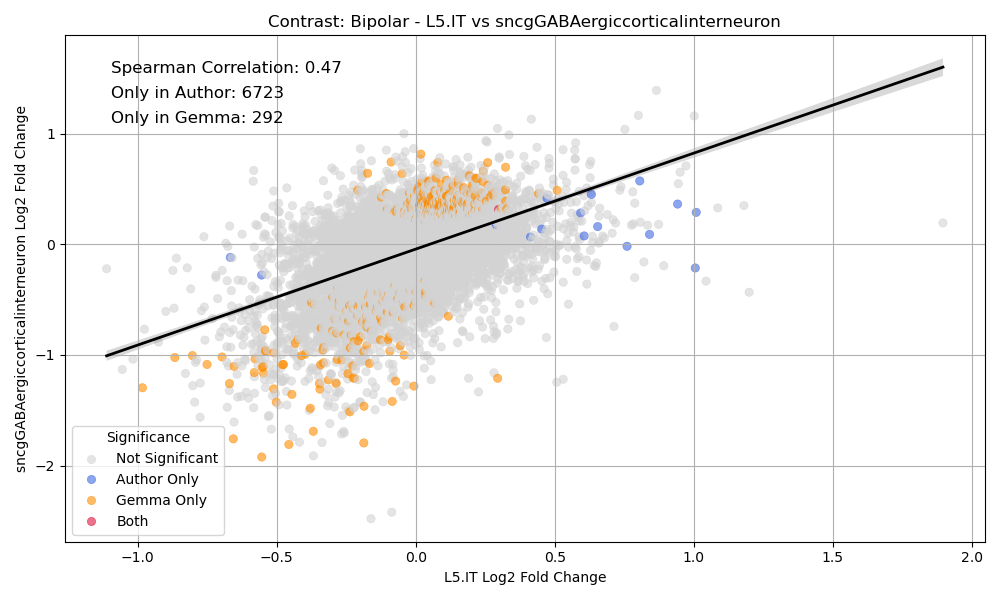 Contrast: Bipolar - L5.IT vs sncgGABAergiccorticalinterneuron
Spearman Correlation: 0.47
Only in Author: 6723
Only in Gemma: 292
sncgGABAergiccorticalinterneuron Log2 Fold Change
1
0
−1
−2
Significance
Not Significant
Author Only
Gemma Only
Both
−1.0 −0.5 0.0 0.5 1.0 1.5 2.0
L5.IT Log2 Fold Change